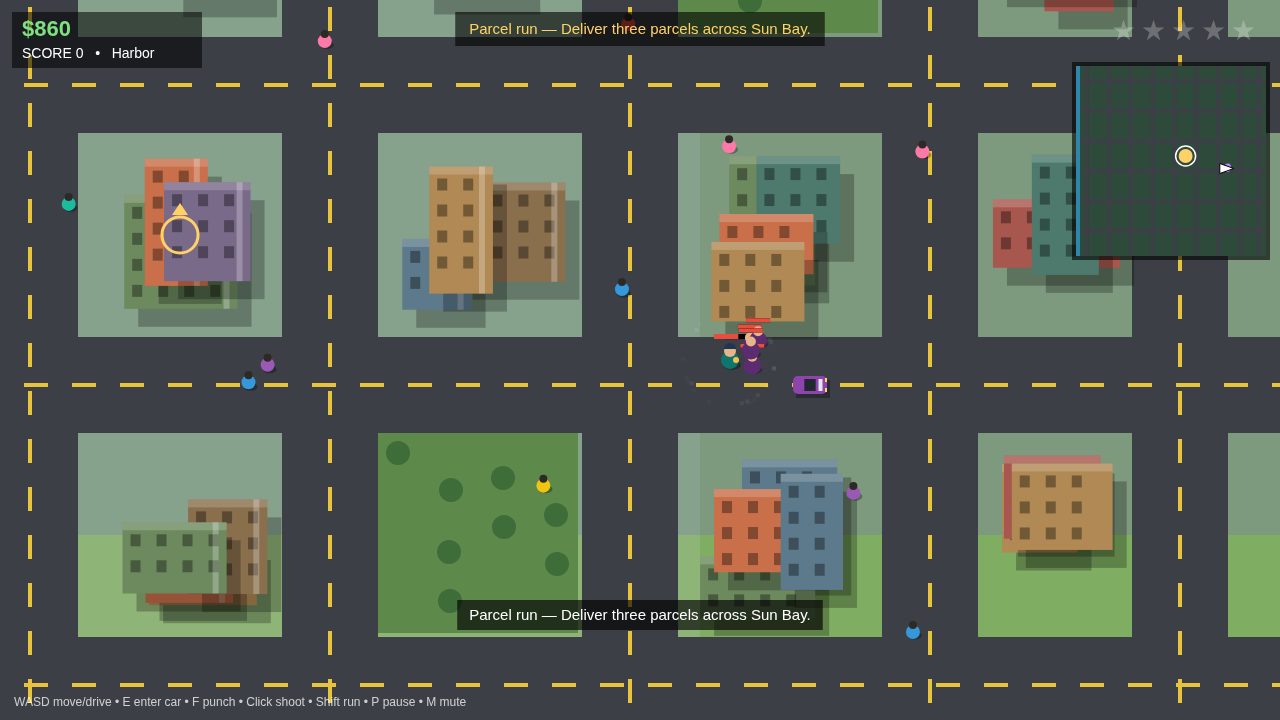 $860
SCORE 0 • Harbor
Parcel run — Deliver three parcels across Sun Bay.
Parcel run — Deliver three parcels across Sun Bay.
WASD move/drive • E enter car • F punch • Click shoot • Shift run • P pause • M mute